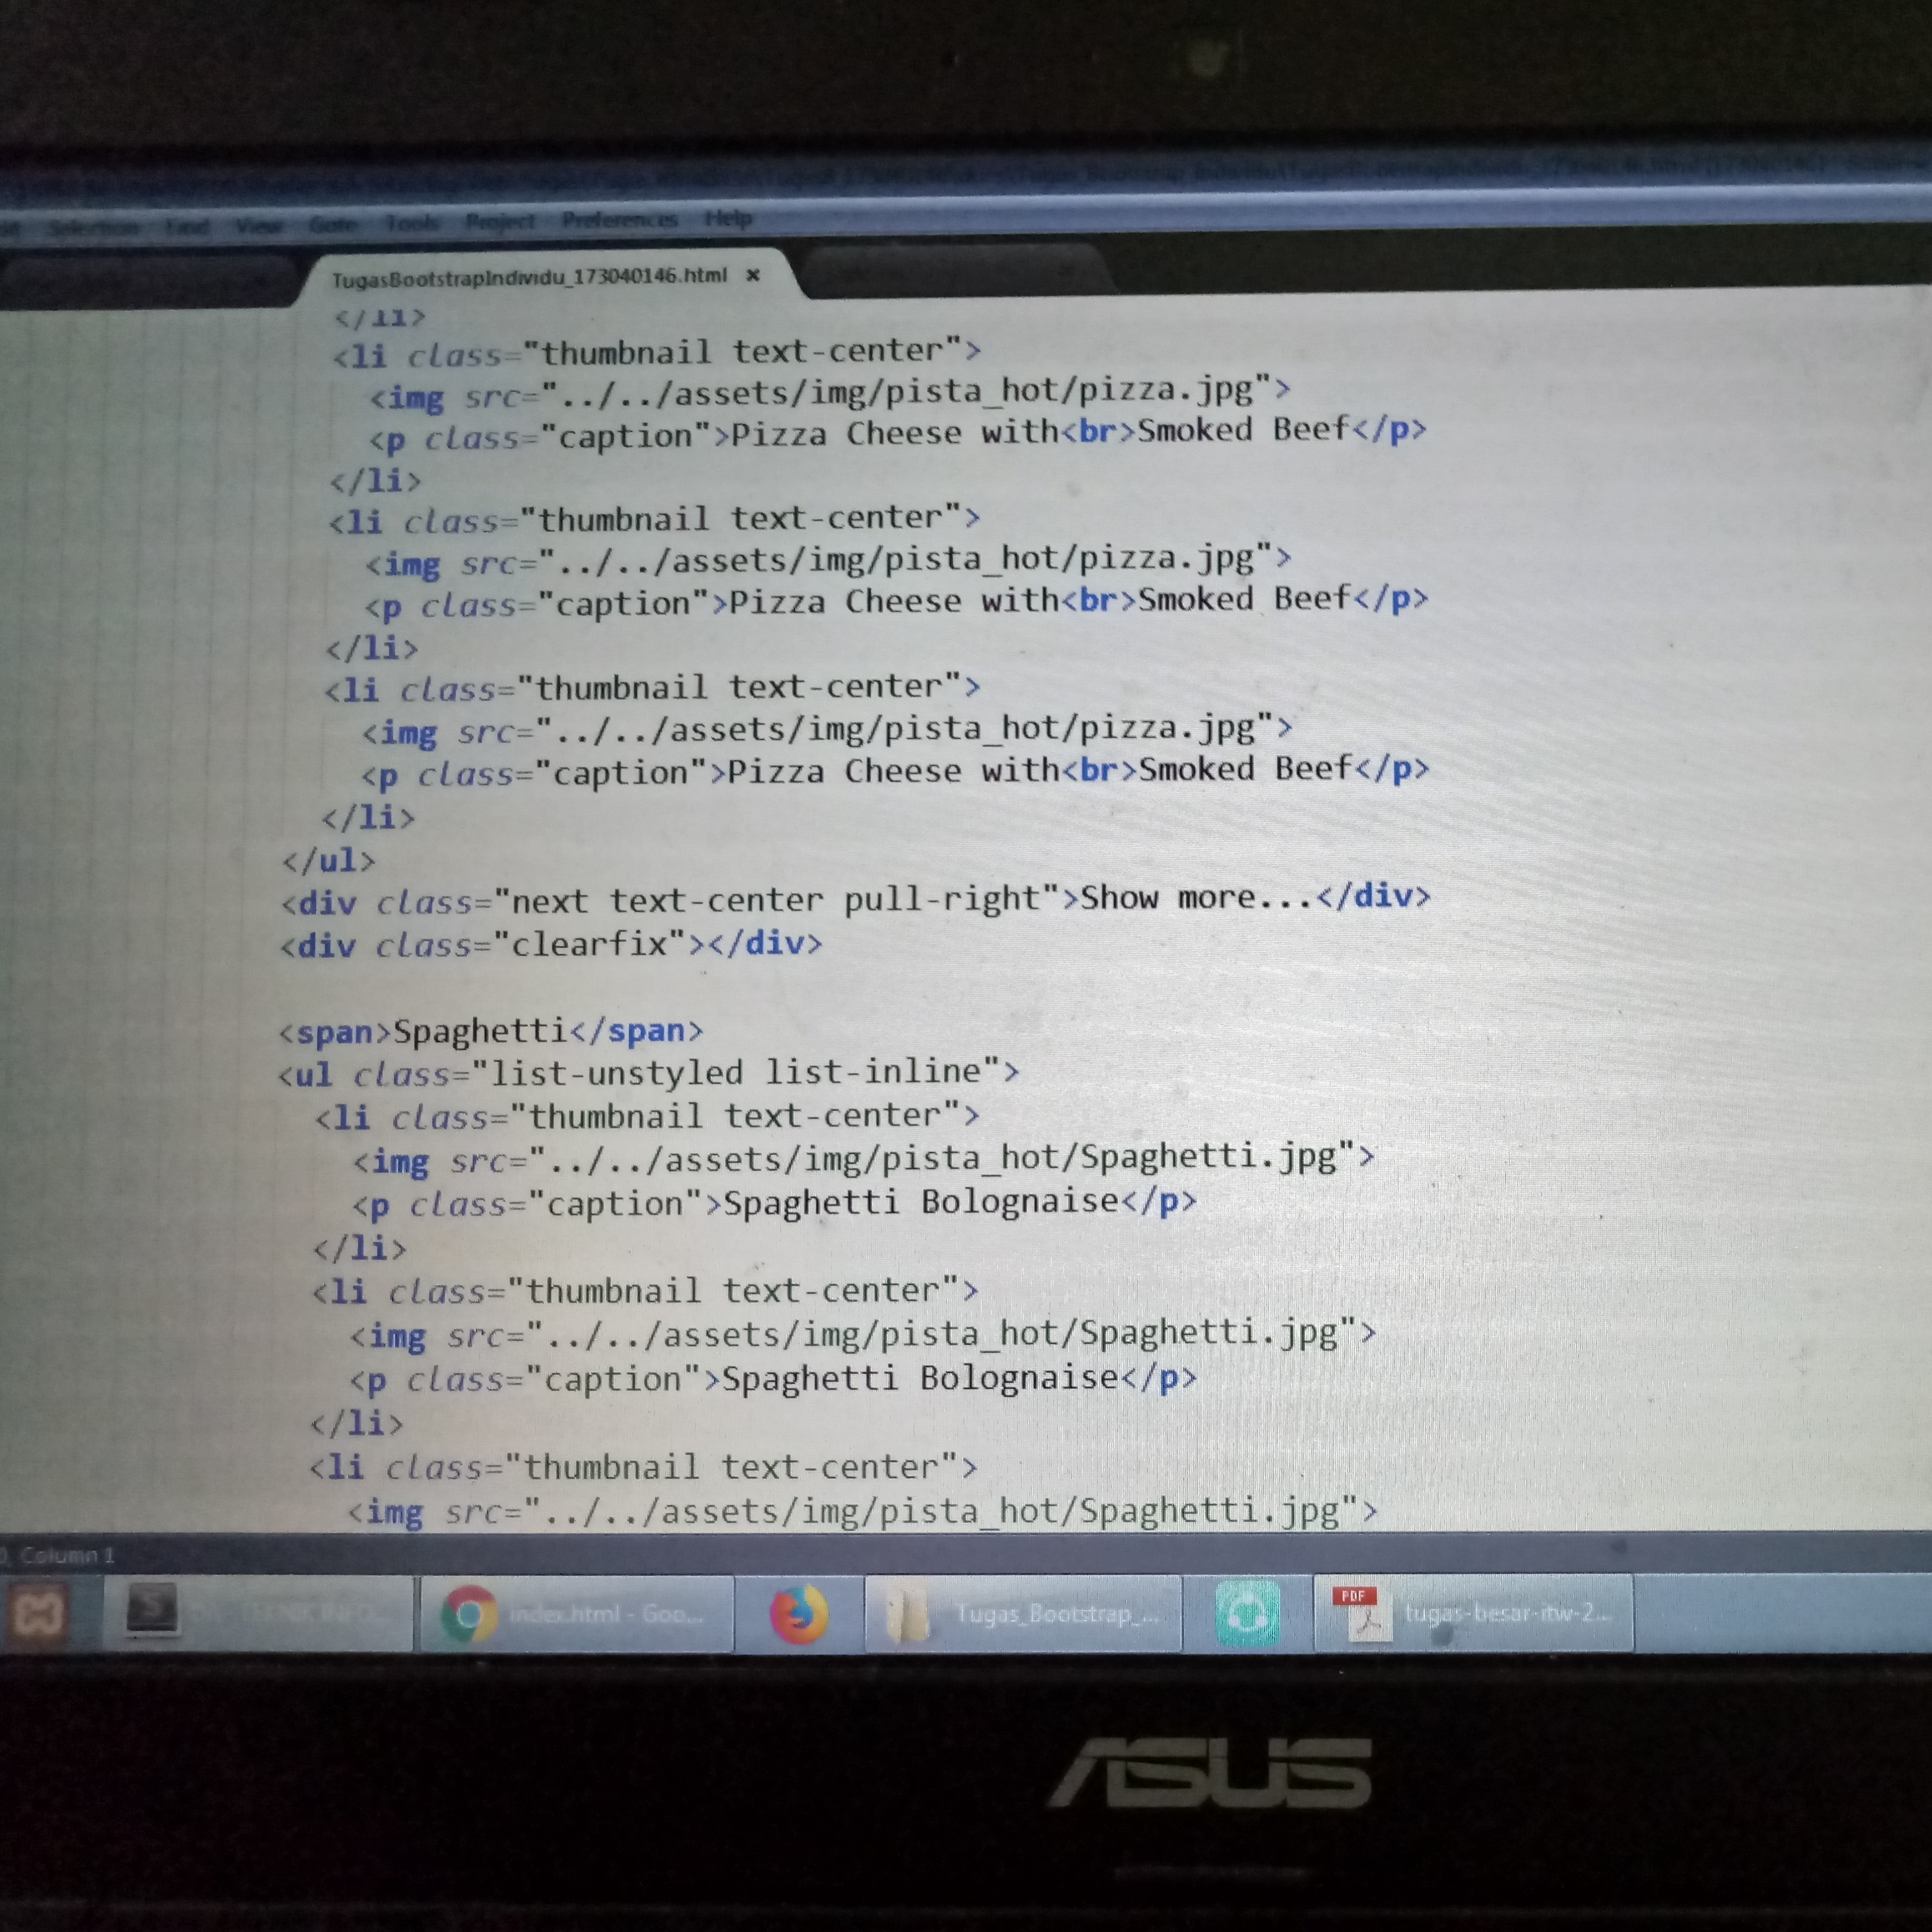 Selection Find View Goto Tools Project Preferences Help
TugasBootstrapIndividu_173040146.html ×
</li>
<li class="thumbnail text-center">
<img src="../../assets/img/pista_hot/pizza.jpg">
<p class="caption">Pizza Cheese with<br>Smoked Beef</p>
</li>
<li class="thumbnail text-center">
<img src="../../assets/img/pista_hot/pizza.jpg">
<p class="caption">Pizza Cheese with<br>Smoked Beef</p>
</li>
<li class="thumbnail text-center">
<img src="../../assets/img/pista_hot/pizza.jpg">
<p class="caption">Pizza Cheese with<br>Smoked Beef</p>
</li>
</ul>
<div class="next text-center pull-right">Show more...</div>
<div class="clearfix"></div>
<span>Spaghetti</span>
<ul class="list-unstyled list-inline">
<li class="thumbnail text-center">
<img src="../../assets/img/pista_hot/Spaghetti.jpg">
<p class="caption">Spaghetti Bolognaise</p>
</li>
<li class="thumbnail text-center">
<img src="../../assets/img/pista_hot/Spaghetti.jpg">
<p class="caption">Spaghetti Bolognaise</p>
</li>
<li class="thumbnail text-center">
<img src="../../assets/img/pista_hot/Spaghetti.jpg">
Column 1
index.html - Goo... Tugas_Bootstrap_... PDF tugas-besar-itw-2...
ASUS